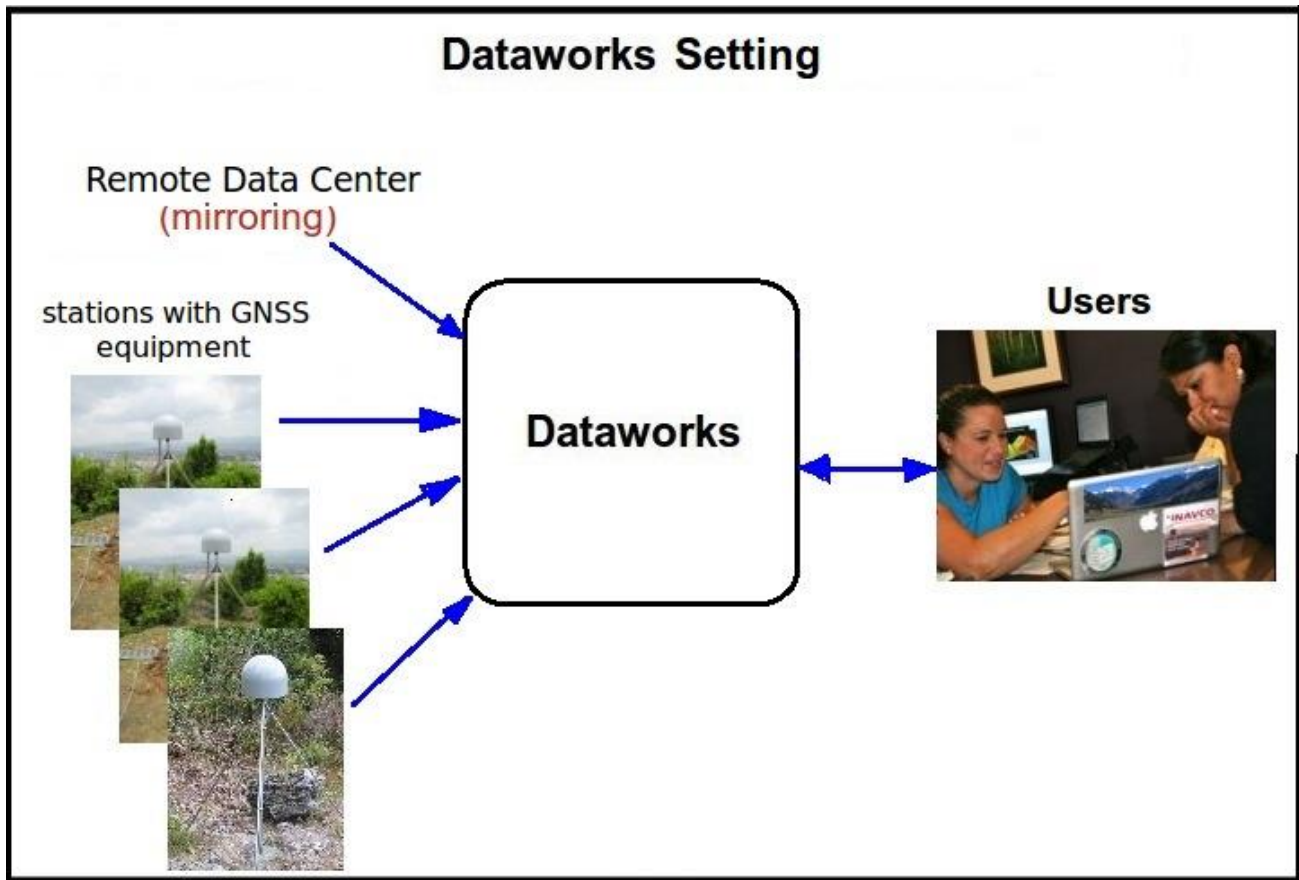 Dataworks Setting
Remote Data Center
(mirroring)
stations with GNSS
equipment
Dataworks
Users